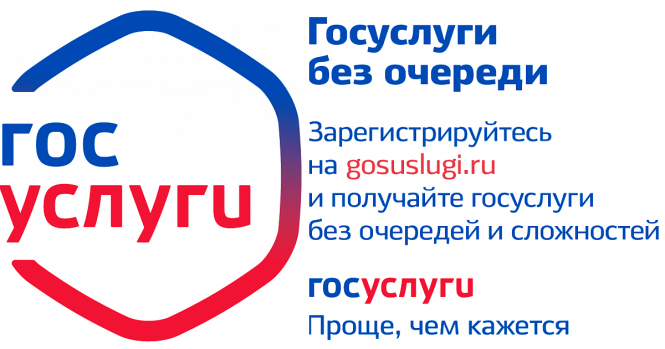 гос
услуги
Госуслуги
без очереди
Зарегистрируйтесь
на gosuslugi.ru
и получайте госуслуги
без очередей и сложностей
госуслуги
Проще, чем кажется